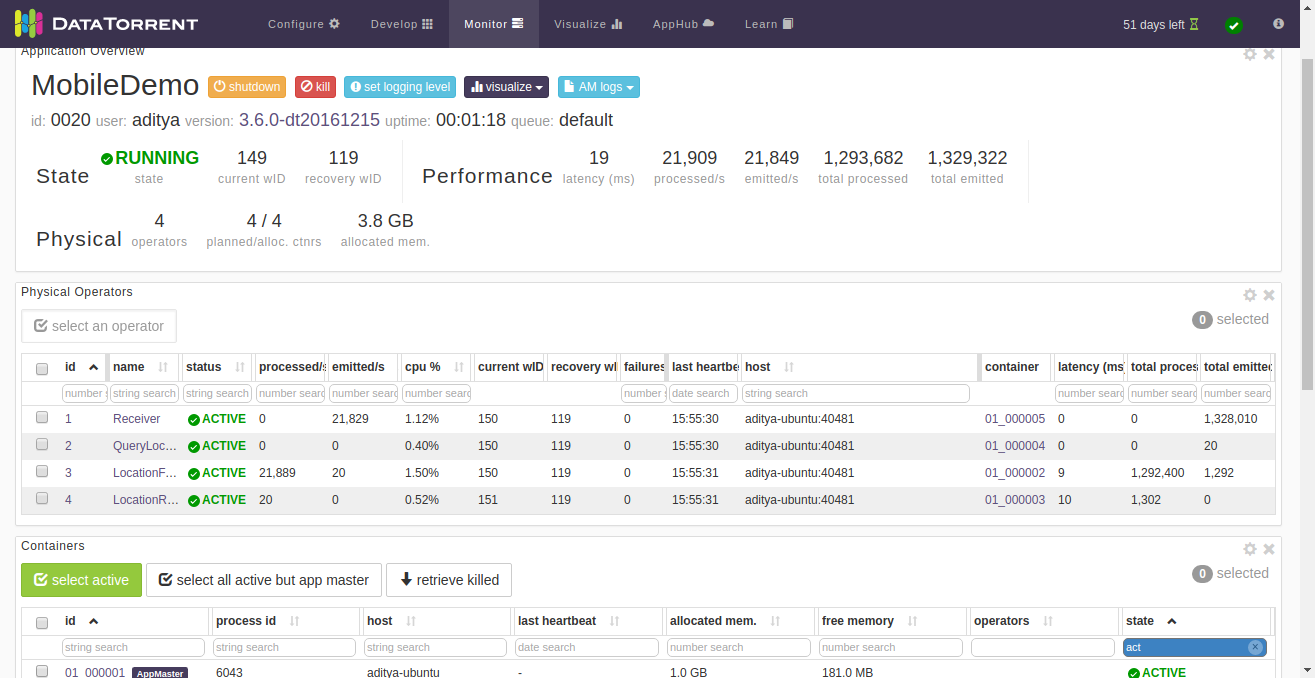 DATATORRENT Configure Develop Monitor Visualize AppHub Learn 51 days left
Application Overview
MobileDemo shutdown kill set logging level visualize AM logs
id: 0020 user: aditya version: 3.6.0-dt20161215 uptime: 00:01:18 queue: default
State RUNNING 149 119 Performance 19 21,909 21,849 1,293,682 1,329,322
state current wID recovery wID latency (ms) processed/s emitted/s total processed total emitted
Physical 4 4 / 4 3.8 GB
operators planned/alloc. ctnrs allocated mem.
Physical Operators
select an operator 0 selected
id name status processed/s emitted/s cpu % current wID recovery wI failures last heartbe host container latency (ms total proces total emitte
number s string search string search number search number search number searc number s date search string search number search number search number searc
1 Receiver ACTIVE 0 21,829 1.12% 150 119 0 15:55:30 aditya-ubuntu:40481 01_000005 0 0 1,328,010
2 QueryLoc... ACTIVE 0 0 0.40% 150 119 0 15:55:30 aditya-ubuntu:40481 01_000004 0 0 20
3 LocationF... ACTIVE 21,889 20 1.50% 150 119 0 15:55:31 aditya-ubuntu:40481 01_000002 9 1,292,400 1,292
4 LocationR... ACTIVE 20 0 0.52% 151 119 0 15:55:31 aditya-ubuntu:40481 01_000003 10 1,302 0
Containers
select active select all active but app master retrieve killed 0 selected
id process id host last heartbeat allocated mem. free memory operators state
string search string search string search date search number search number search act
01_000001 AppMaster 6043 aditya-ubuntu - 1.0 GB 181.0 MB ACTIVE